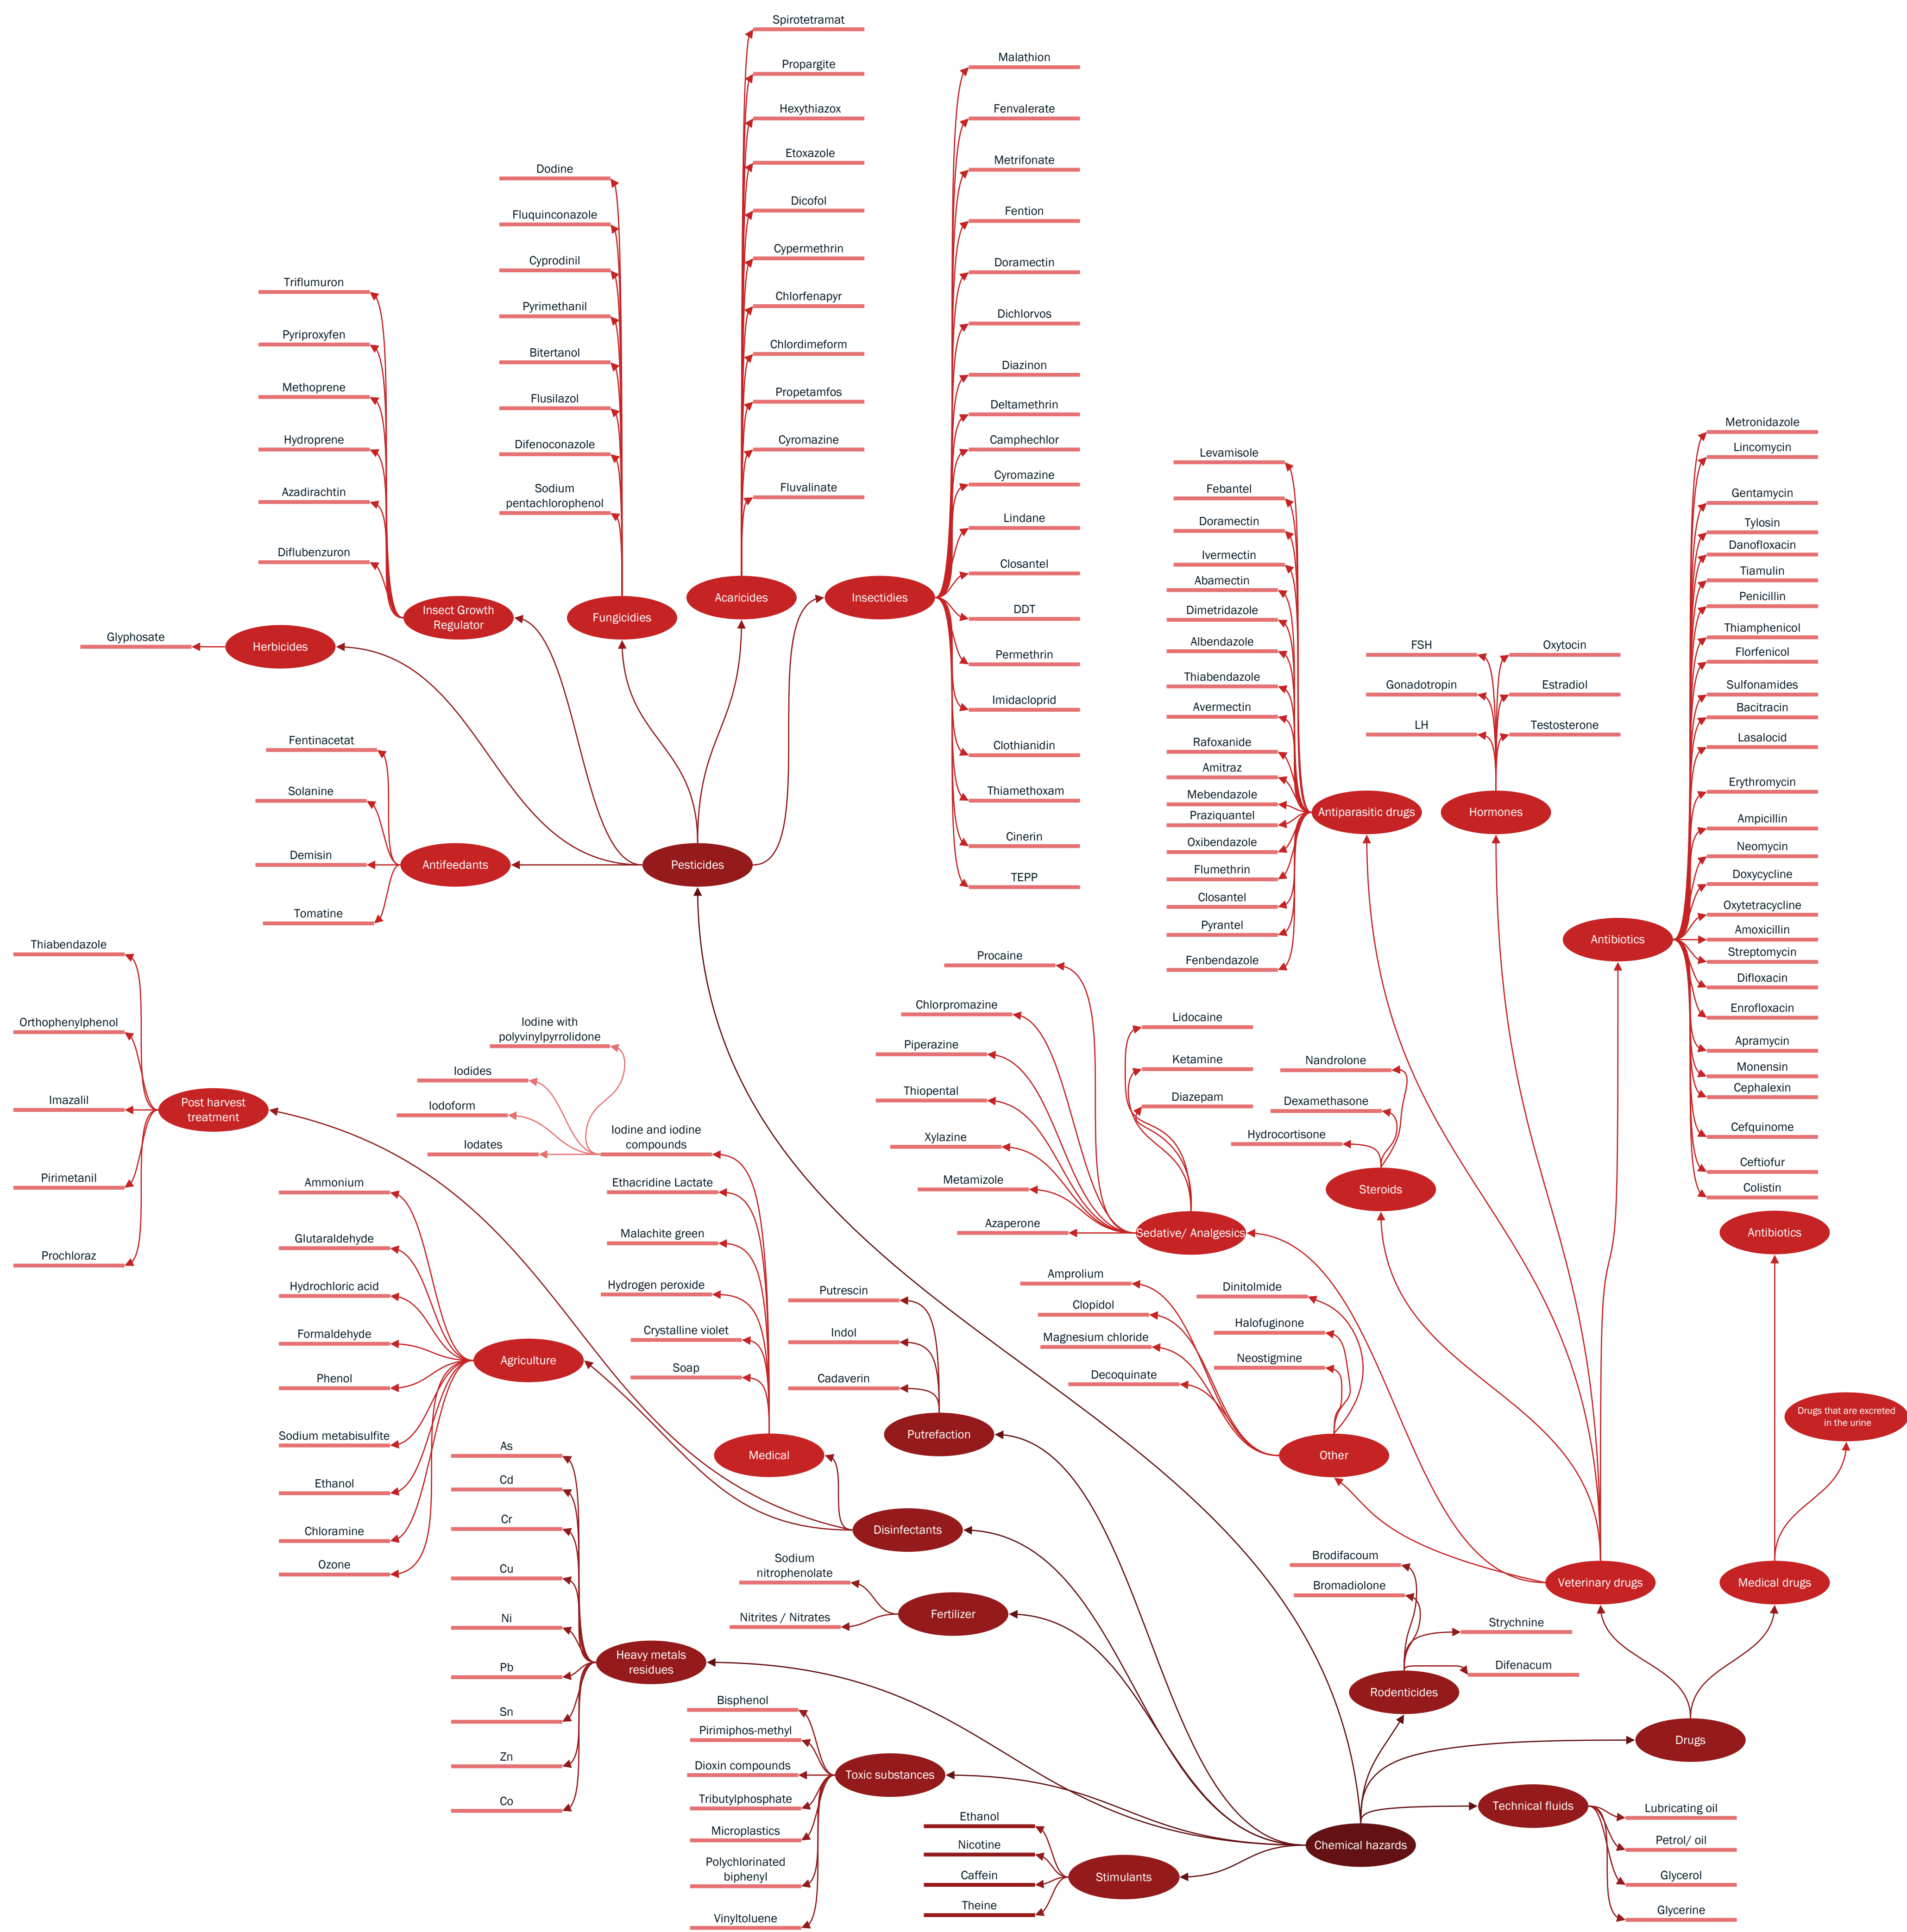 Spirotetramat
Propargite
Hexythiazox
Etoxazole
Dicofol
Cypermethrin
Chlorfenapyr
Chlordimeform
Propetamfos
Cyromazine
Fluvalinate
Acaricides
Malathion
Fenvalerate
Metrifonate
Fention
Doramectin
Dichlorvos
Diazinon
Deltamethrin
Camphechlor
Cyromazine
Lindane
Closantel
DDT
Permethrin
Imidacloprid
Clothianidin
Thiamethoxam
Cinerin
TEPP
Insectidies
Dodine
Fluquinconazole
Cyprodinil
Pyrimethanil
Bitertanol
Flusilazol
Difenoconazole
Sodium
pentachlorophenol
Fungicidies
Triflumuron
Pyriproxyfen
Methoprene
Hydroprene
Azadirachtin
Diflubenzuron
Insect Growth
Regulator
Glyphosate
Herbicides
Fentinacetat
Solanine
Demisin
Tomatine
Antifeedants
Pesticides
Levamisole
Febantel
Doramectin
Ivermectin
Abamectin
Dimetridazole
Albendazole
Thiabendazole
Avermectin
Rafoxanide
Amitraz
Mebendazole
Praziquantel
Oxibendazole
Flumethrin
Closantel
Pyrantel
Fenbendazole
Antiparasitic drugs
FSH
Gonadotropin
LH
Oxytocin
Estradiol
Testosterone
Hormones
Metronidazole
Lincomycin
Gentamycin
Tylosin
Danofloxacin
Tiamulin
Penicillin
Thiamphenicol
Florfenicol
Sulfonamides
Bacitracin
Lasalocid
Erythromycin
Ampicillin
Neomycin
Doxycycline
Oxytetracycline
Amoxicillin
Streptomycin
Difloxacin
Enrofloxacin
Apramycin
Monensin
Cephalexin
Cefquinome
Ceftiofur
Colistin
Antibiotics
Thiabendazole
Orthophenylphenol
Imazalil
Pirimetanil
Prochloraz
Post harvest
treatment
Iodine with
polyvinylpyrrolidone
Iodides
Iodoform
Iodates
Iodine and iodine
compounds
Ethacridine Lactate
Malachite green
Hydrogen peroxide
Crystalline violet
Soap
Medical
Ammonium
Glutaraldehyde
Hydrochloric acid
Formaldehyde
Phenol
Sodium metabisulfite
Ethanol
Chloramine
Ozone
Agriculture
Disinfectants
Procaine
Chlorpromazine
Piperazine
Thiopental
Xylazine
Metamizole
Azaperone
Lidocaine
Ketamine
Diazepam
Sedative/ Analgesics
Nandrolone
Dexamethasone
Hydrocortisone
Steroids
Amprolium
Clopidol
Magnesium chloride
Decoquinate
Dinitolmide
Halofuginone
Neostigmine
Other
Putrescin
Indol
Cadaverin
Putrefaction
Antibiotics
Drugs that are excreted
in the urine
Veterinary drugs
Medical drugs
Drugs
As
Cd
Cr
Cu
Ni
Pb
Sn
Zn
Co
Heavy metals
residues
Sodium
nitrophenolate
Nitrites / Nitrates
Fertilizer
Brodifacoum
Bromadiolone
Strychnine
Difenacum
Rodenticides
Bisphenol
Pirimiphos-methyl
Dioxin compounds
Tributylphosphate
Microplastics
Polychlorinated
biphenyl
Vinyltoluene
Toxic substances
Ethanol
Nicotine
Caffein
Theine
Stimulants
Chemical hazards
Technical fluids
Lubricating oil
Petrol/ oil
Glycerol
Glycerine